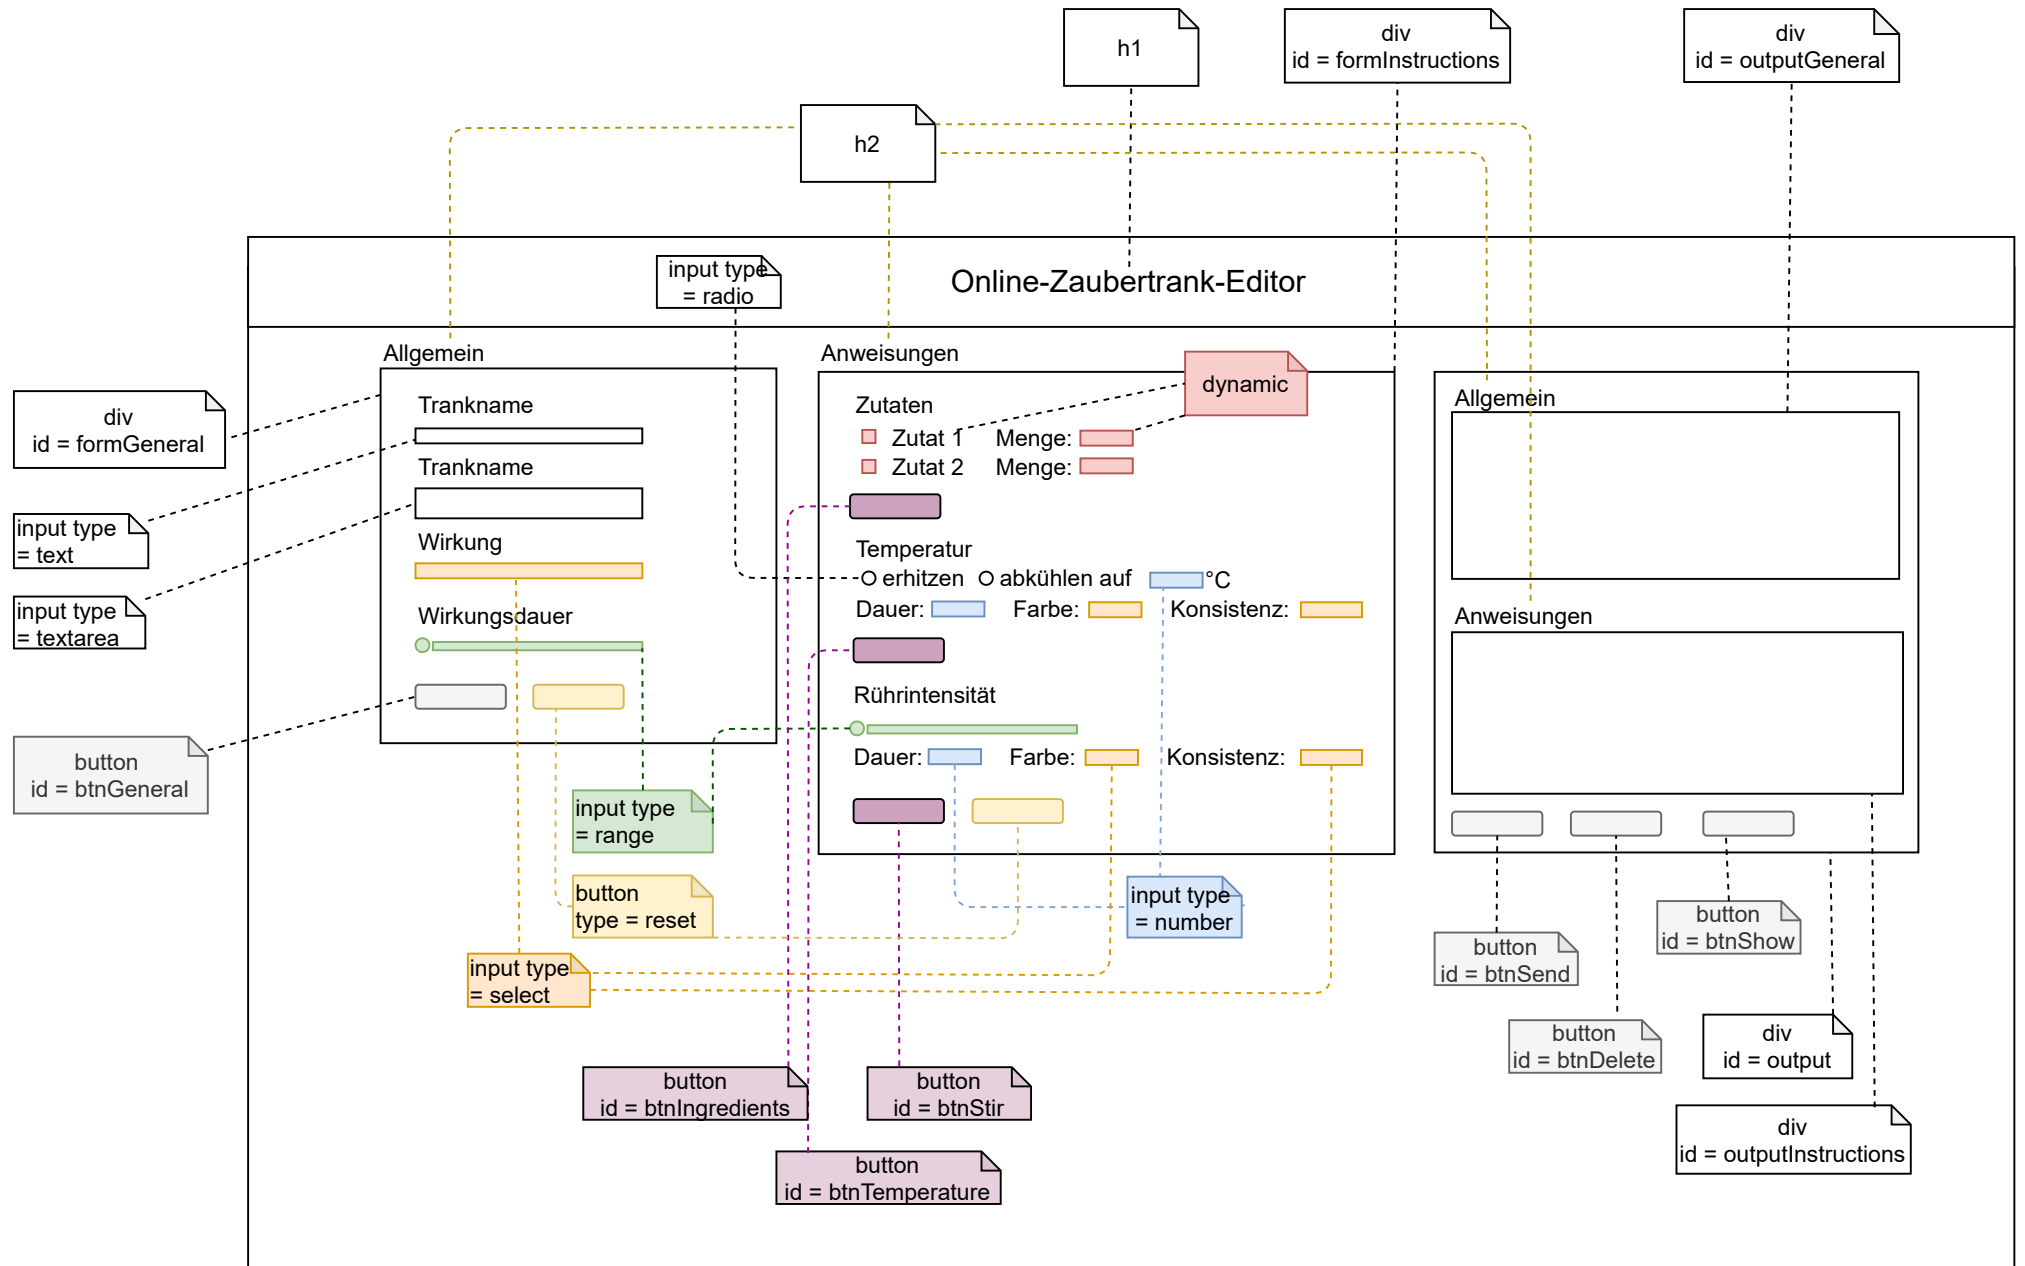 h1
div
id = formInstructions
div
id = outputGeneral
h2
input type
= radio
Online-Zaubertrank-Editor
Allgemein
Anweisungen
dynamic
div
id = formGeneral
input type
= text
input type
= textarea
button
id = btnGeneral
Trankname
Trankname
Wirkung
Wirkungsdauer
Zutaten
Zutat 1 Menge:
Zutat 2 Menge:
Temperatur
erhitzen abkühlen auf °C
Dauer: Farbe: Konsistenz:
Rührintensität
Dauer: Farbe: Konsistenz:
Allgemein
Anweisungen
input type
= range
button
type = reset
input type
= select
input type
= number
button
id = btnSend
button
id = btnShow
button
id = btnDelete
div
id = output
div
id = outputInstructions
button
id = btnIngredients
button
id = btnStir
button
id = btnTemperature